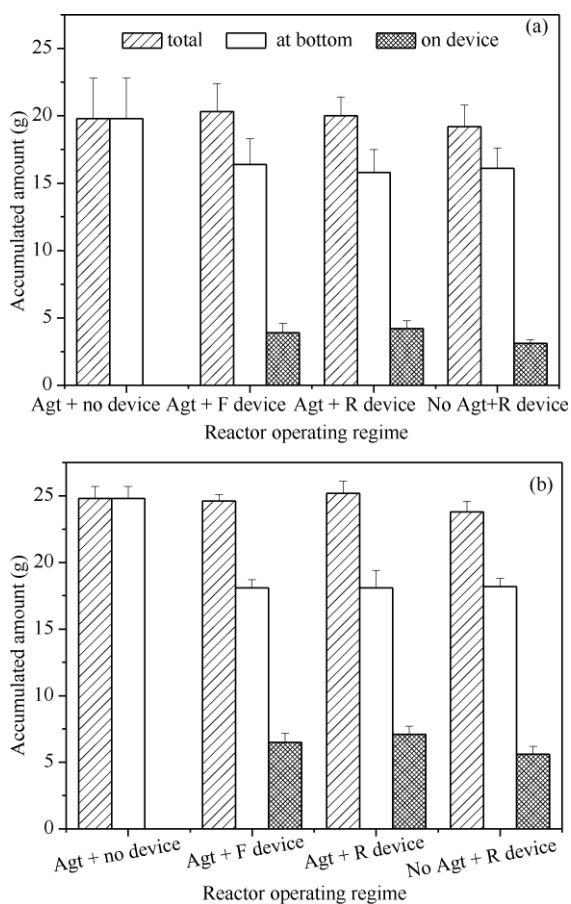 (a)
total at bottom on device
Accumulated amount (g)
25
20
15
10
5
0
Agt + no device Agt + F device Agt + R device No Agt+R device
Reactor operating regime
(b)
Accumulated amount (g)
25
20
15
10
5
0
Agt + no device Agt + F device Agt + R device No Agt + R device
Reactor operating regime